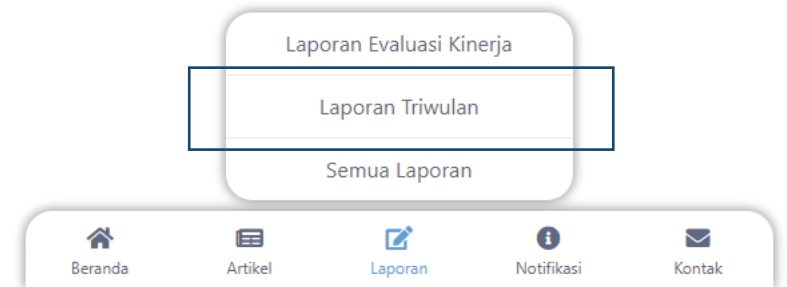 Laporan Evaluasi Kinerja
Laporan Triwulan
Semua Laporan
Beranda Artikel Laporan Notifikasi Kontak